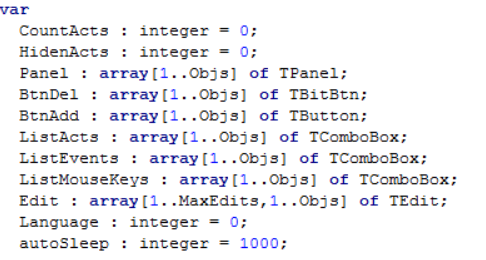 var
CountActs : integer = 0;
HidenActs : integer = 0;
Panel : array[1..Objs] of TPanel;
BtnDel : array[1..Objs] of TBitBtn;
BtnAdd : array[1..Objs] of TButton;
ListActs : array[1..Objs] of TComboBox;
ListEvents : array[1..Objs] of TComboBox;
ListMouseKeys : array[1..Objs] of TComboBox;
Edit : array[1..MaxEdits,1..Objs] of TEdit;
Language : integer = 0;
autoSleep : integer = 1000;